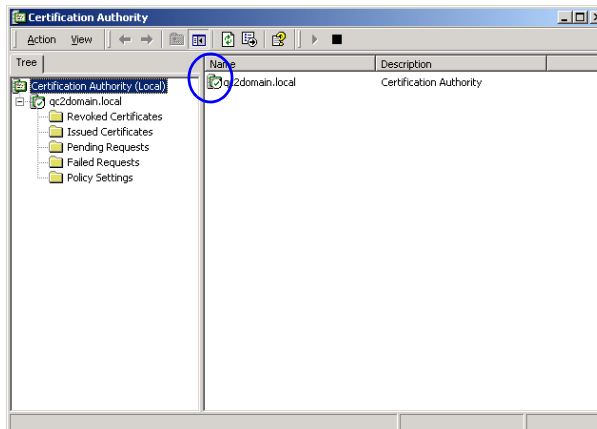 Certification Authority
Action View
Tree
Name Description
Certification Authority (Local)
qc2domain.local Certification Authority
qc2domain.local
Revoked Certificates
Issued Certificates
Pending Requests
Failed Requests
Policy Settings